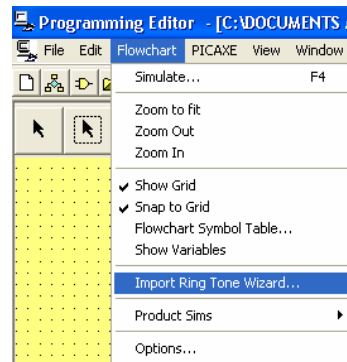 Programming Editor - [C:\DOCUMENTS
File Edit Flowchart PICAXE View Window
Simulate... F4
Zoom to fit
Zoom Out
Zoom In
Show Grid
Snap to Grid
Flowchart Symbol Table...
Show Variables
Import Ring Tone Wizard...
Product Sims
Options...